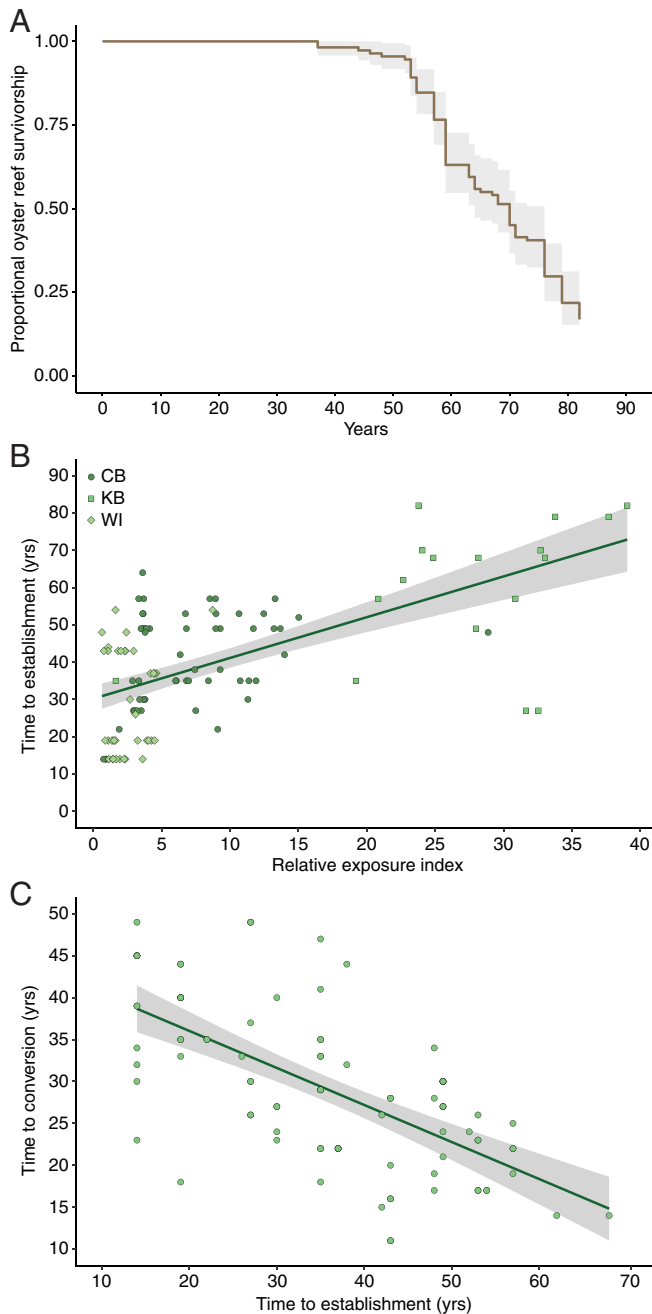 A
Proportional oyster reef survivorship
1.00
0.75
0.50
0.25
0.00
0 10 20 30 40 50 60 70 80 90
Years
B
Time to establishment (yrs)
90
80
70
60
50
40
30
20
10
0
CB
KB
WI
0 5 10 15 20 25 30 35 40
Relative exposure index
C
Time to conversion (yrs)
50
45
40
35
30
25
20
15
10
10 20 30 40 50 60 70
Time to establishment (yrs)